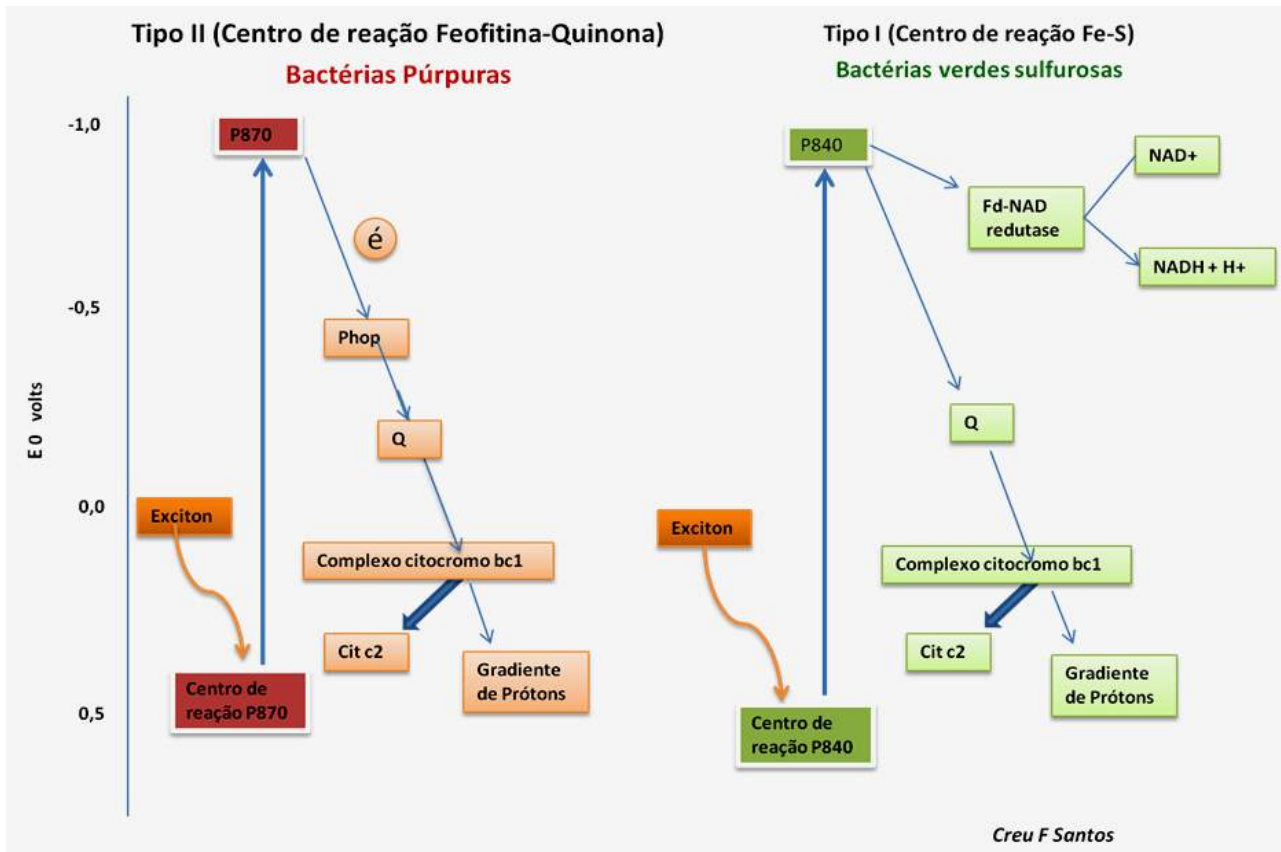 Tipo II (Centro de reação Feofitina-Quinona)
Bactérias Púrpuras
Tipo I (Centro de reação Fe-S)
Bactérias verdes sulfurosas
E 0 volts
-1,0
-0,5
0,0
0,5
P870
é
Phop
Q
Exciton
Complexo citocromo bc1
Cit c2
Gradiente
de Prótons
Centro de
reação P870
P840
NAD+
Fd-NAD
redutase
NADH + H+
Q
Exciton
Complexo citocromo bc1
Cit c2
Gradiente
de Prótons
Centro de
reação P840
Creu F Santos